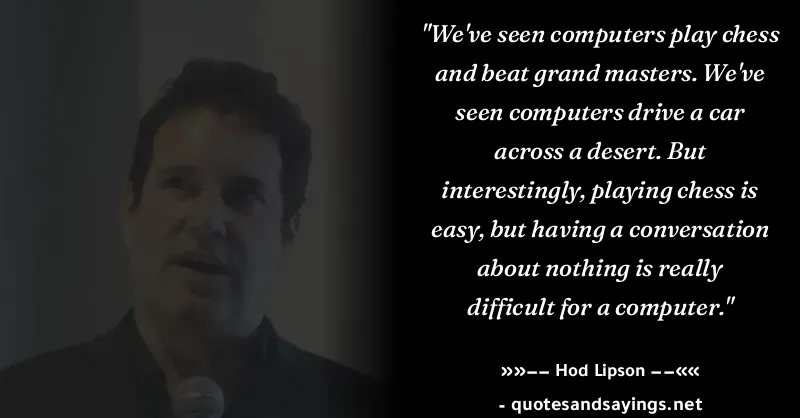 "We've seen computers play chess
and beat grand masters. We've
seen computers drive a car
across a desert. But
interestingly, playing chess is
easy, but having a conversation
about nothing is really
difficult for a computer."
»»–– Hod Lipson ––««
- quotesandsayings.net